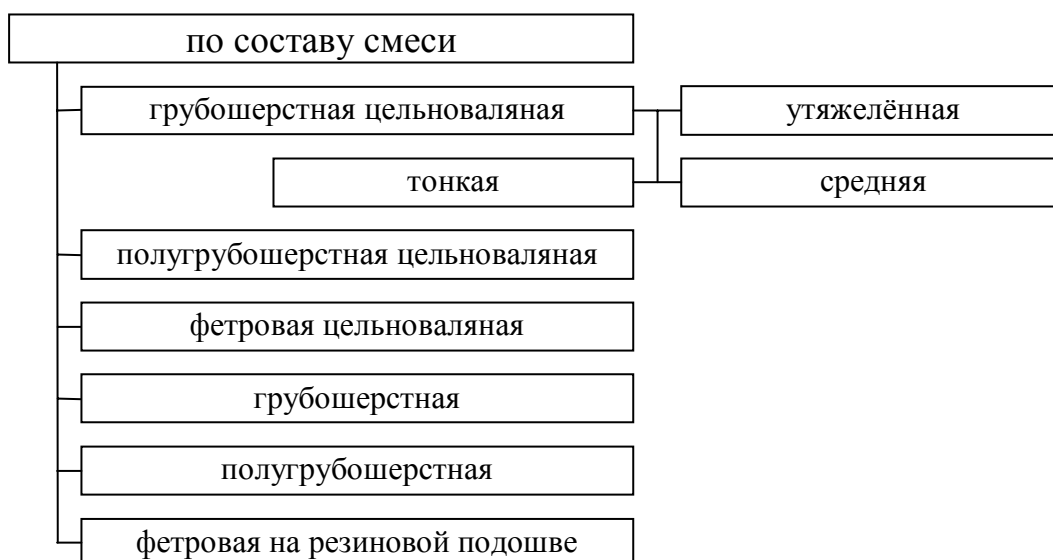 по составу смеси
грубошерстная цельноваляная
утяжелённая
тонкая
средняя
полугрубошерстная цельноваляная
фетровая цельноваляная
грубошерстная
полугрубошерстная
фетровая на резиновой подошве